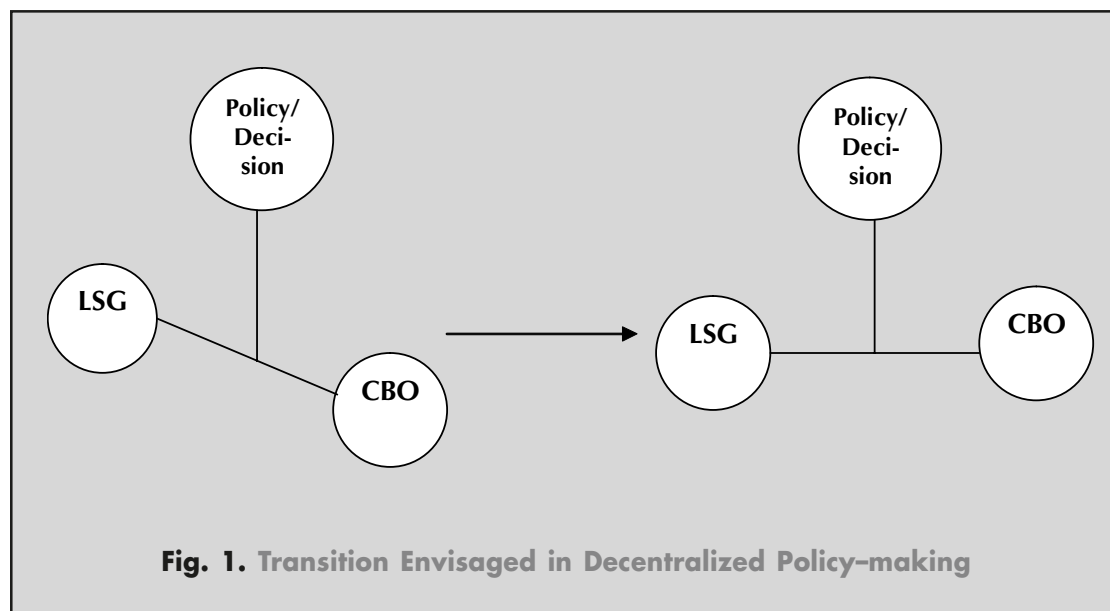 Policy/
Deci-
sion
LSG
CBO
Policy/
Deci-
sion
LSG
CBO
Fig. 1. Transition Envisaged in Decentralized Policy–making